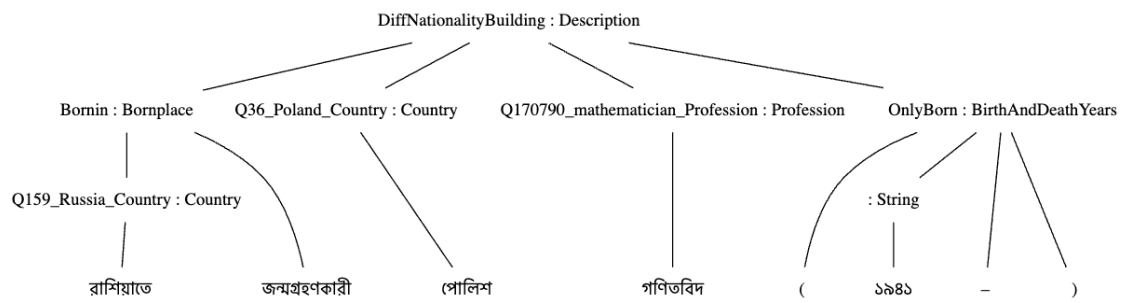 DiffNationalityBuilding : Description
Bornin : Bornplace Q36_Poland_Country : Country Q170790_mathematician_Profession : Profession OnlyBorn : BirthAndDeathYears
Q159_Russia_Country : Country : String
রাশিয়াতে জন্মগ্রহণকারী পোলিশ গণিতবিদ ( ১৯৪১ – )